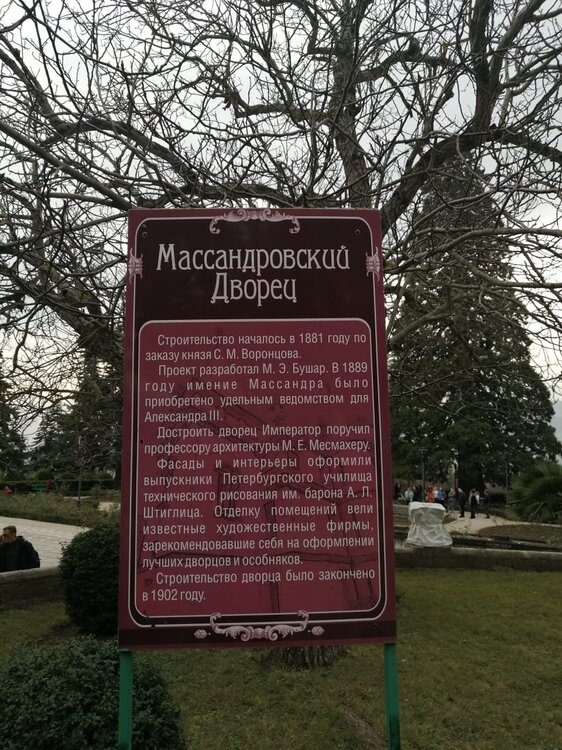 Массандровский
Дворец
Строительство началось в 1881 году по
заказу князя С. М. Воронцова.
Проект разработал М. Э. Бушар. В 1889
году имение Массандра было
приобретено удельным ведомством для
Александра III.
Достроить дворец Император поручил
профессору архитектуры М. Е. Месмахеру.
Фасады и интерьеры оформили
выпускники Петербургского училища
технического рисования им. барона А. Л.
Штиглица. Отделку помещений вели
известные художественные фирмы,
зарекомендовавшие себя на оформлении
лучших дворцов и особняков.
Строительство дворца было закончено
в 1902 году.